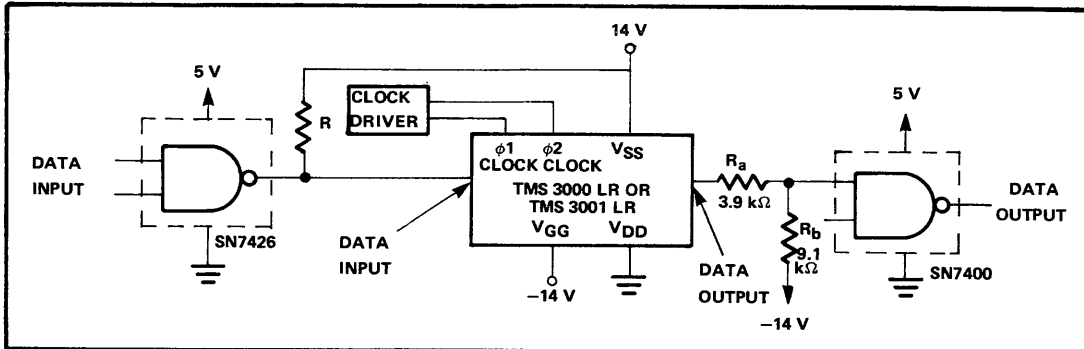 14 V
5 V
5 V
CLOCK
DRIVER
R
DATA
INPUT
ϕ1 ϕ2 VSS
CLOCK CLOCK
TMS 3000 LR OR
TMS 3001 LR
VGG VDD
Ra
3.9 kΩ
DATA
OUTPUT
Rb
9.1
kΩ
SN7426
DATA
INPUT
DATA
OUTPUT
SN7400
−14 V
−14 V